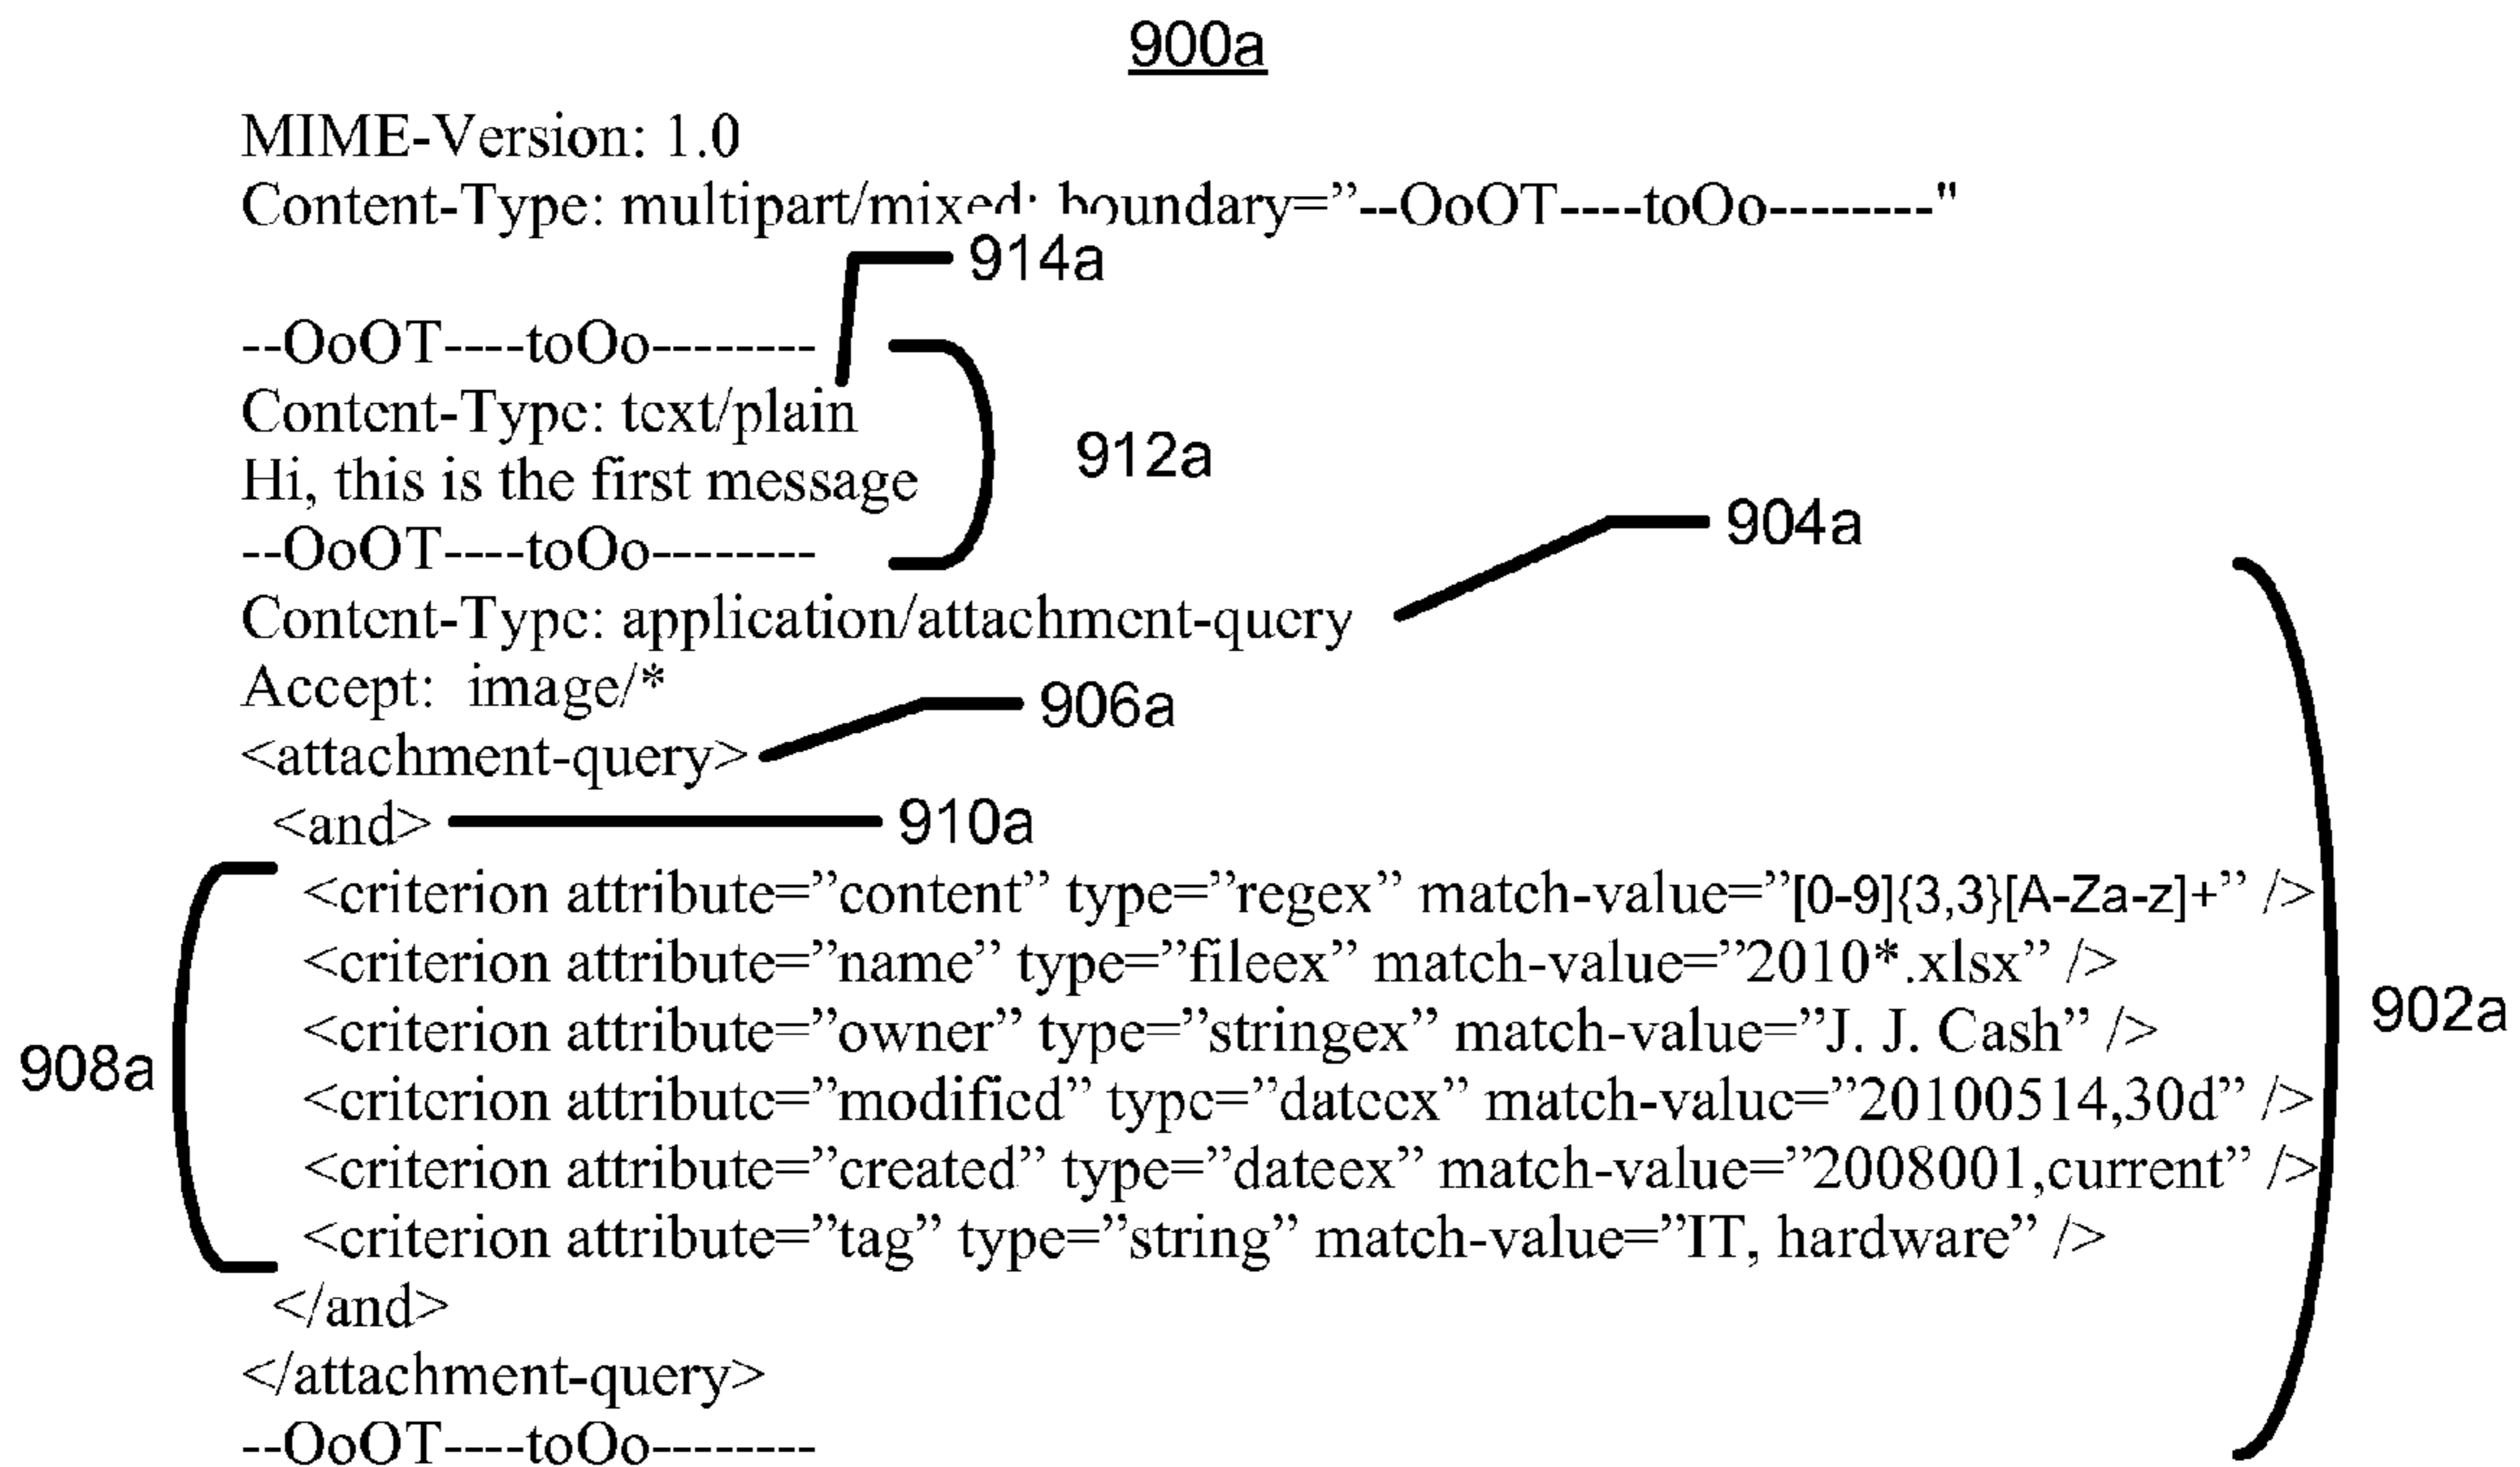 900a
MIME-Version: 1.0
Content-Type: multipart/mixed; boundary=”--OoOT----toOo--------"
914a
--OoOT----toOo--------
Content-Type: text/plain
912a
Hi, this is the first message
--OoOT----toOo--------
904a
Content-Type: application/attachment-query
Accept:  image/*
906a
<attachment-query>
<and>
910a
<criterion attribute=”content” type=”regex” match-value=”[0-9]{3,3}[A-Za-z]+” />
<criterion attribute=”name” type=”fileex” match-value=”2010*.xlsx” />
<criterion attribute=”owner” type=”stringex” match-value=”J. J. Cash” />
902a
908a
<criterion attribute=”modified” type=”dateex” match-value=”20100514,30d” />
<criterion attribute=”created” type=”dateex” match-value=”2008001,current” />
<criterion attribute=”tag” type=”string” match-value=”IT, hardware” />
</and>
</attachment-query>
--OoOT----toOo--------